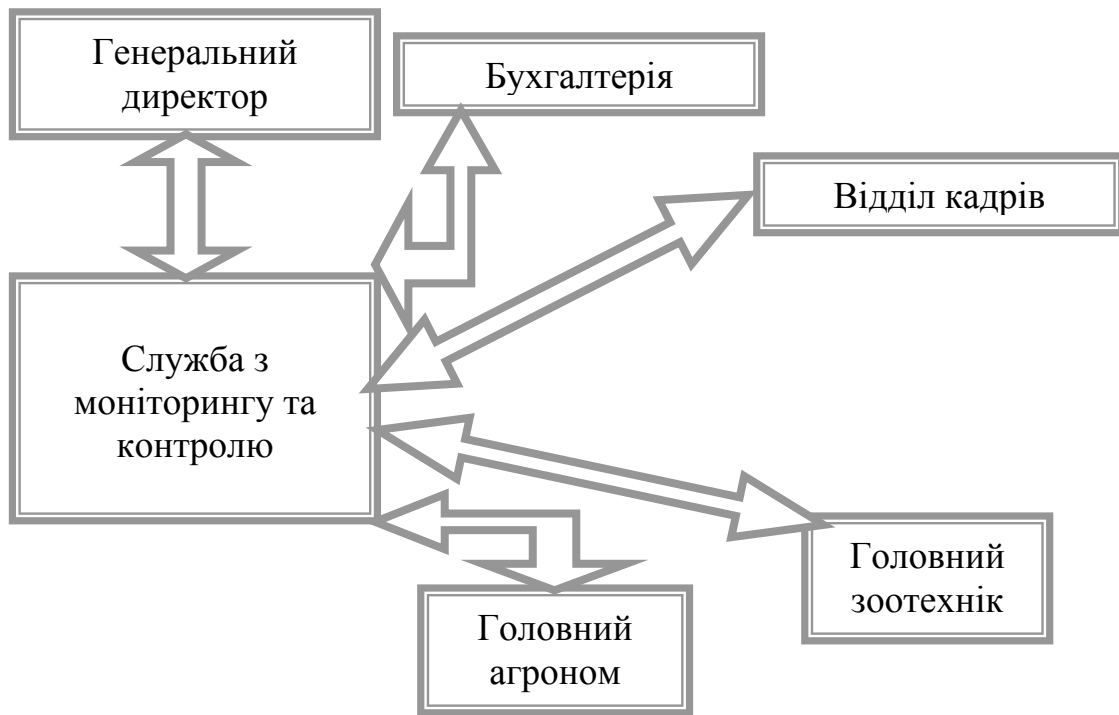 Генеральний
директор
Бухгалтерія
Відділ кадрів
Служба з
моніторингу та
контролю
Головний
зоотехнік
Головний
агроном